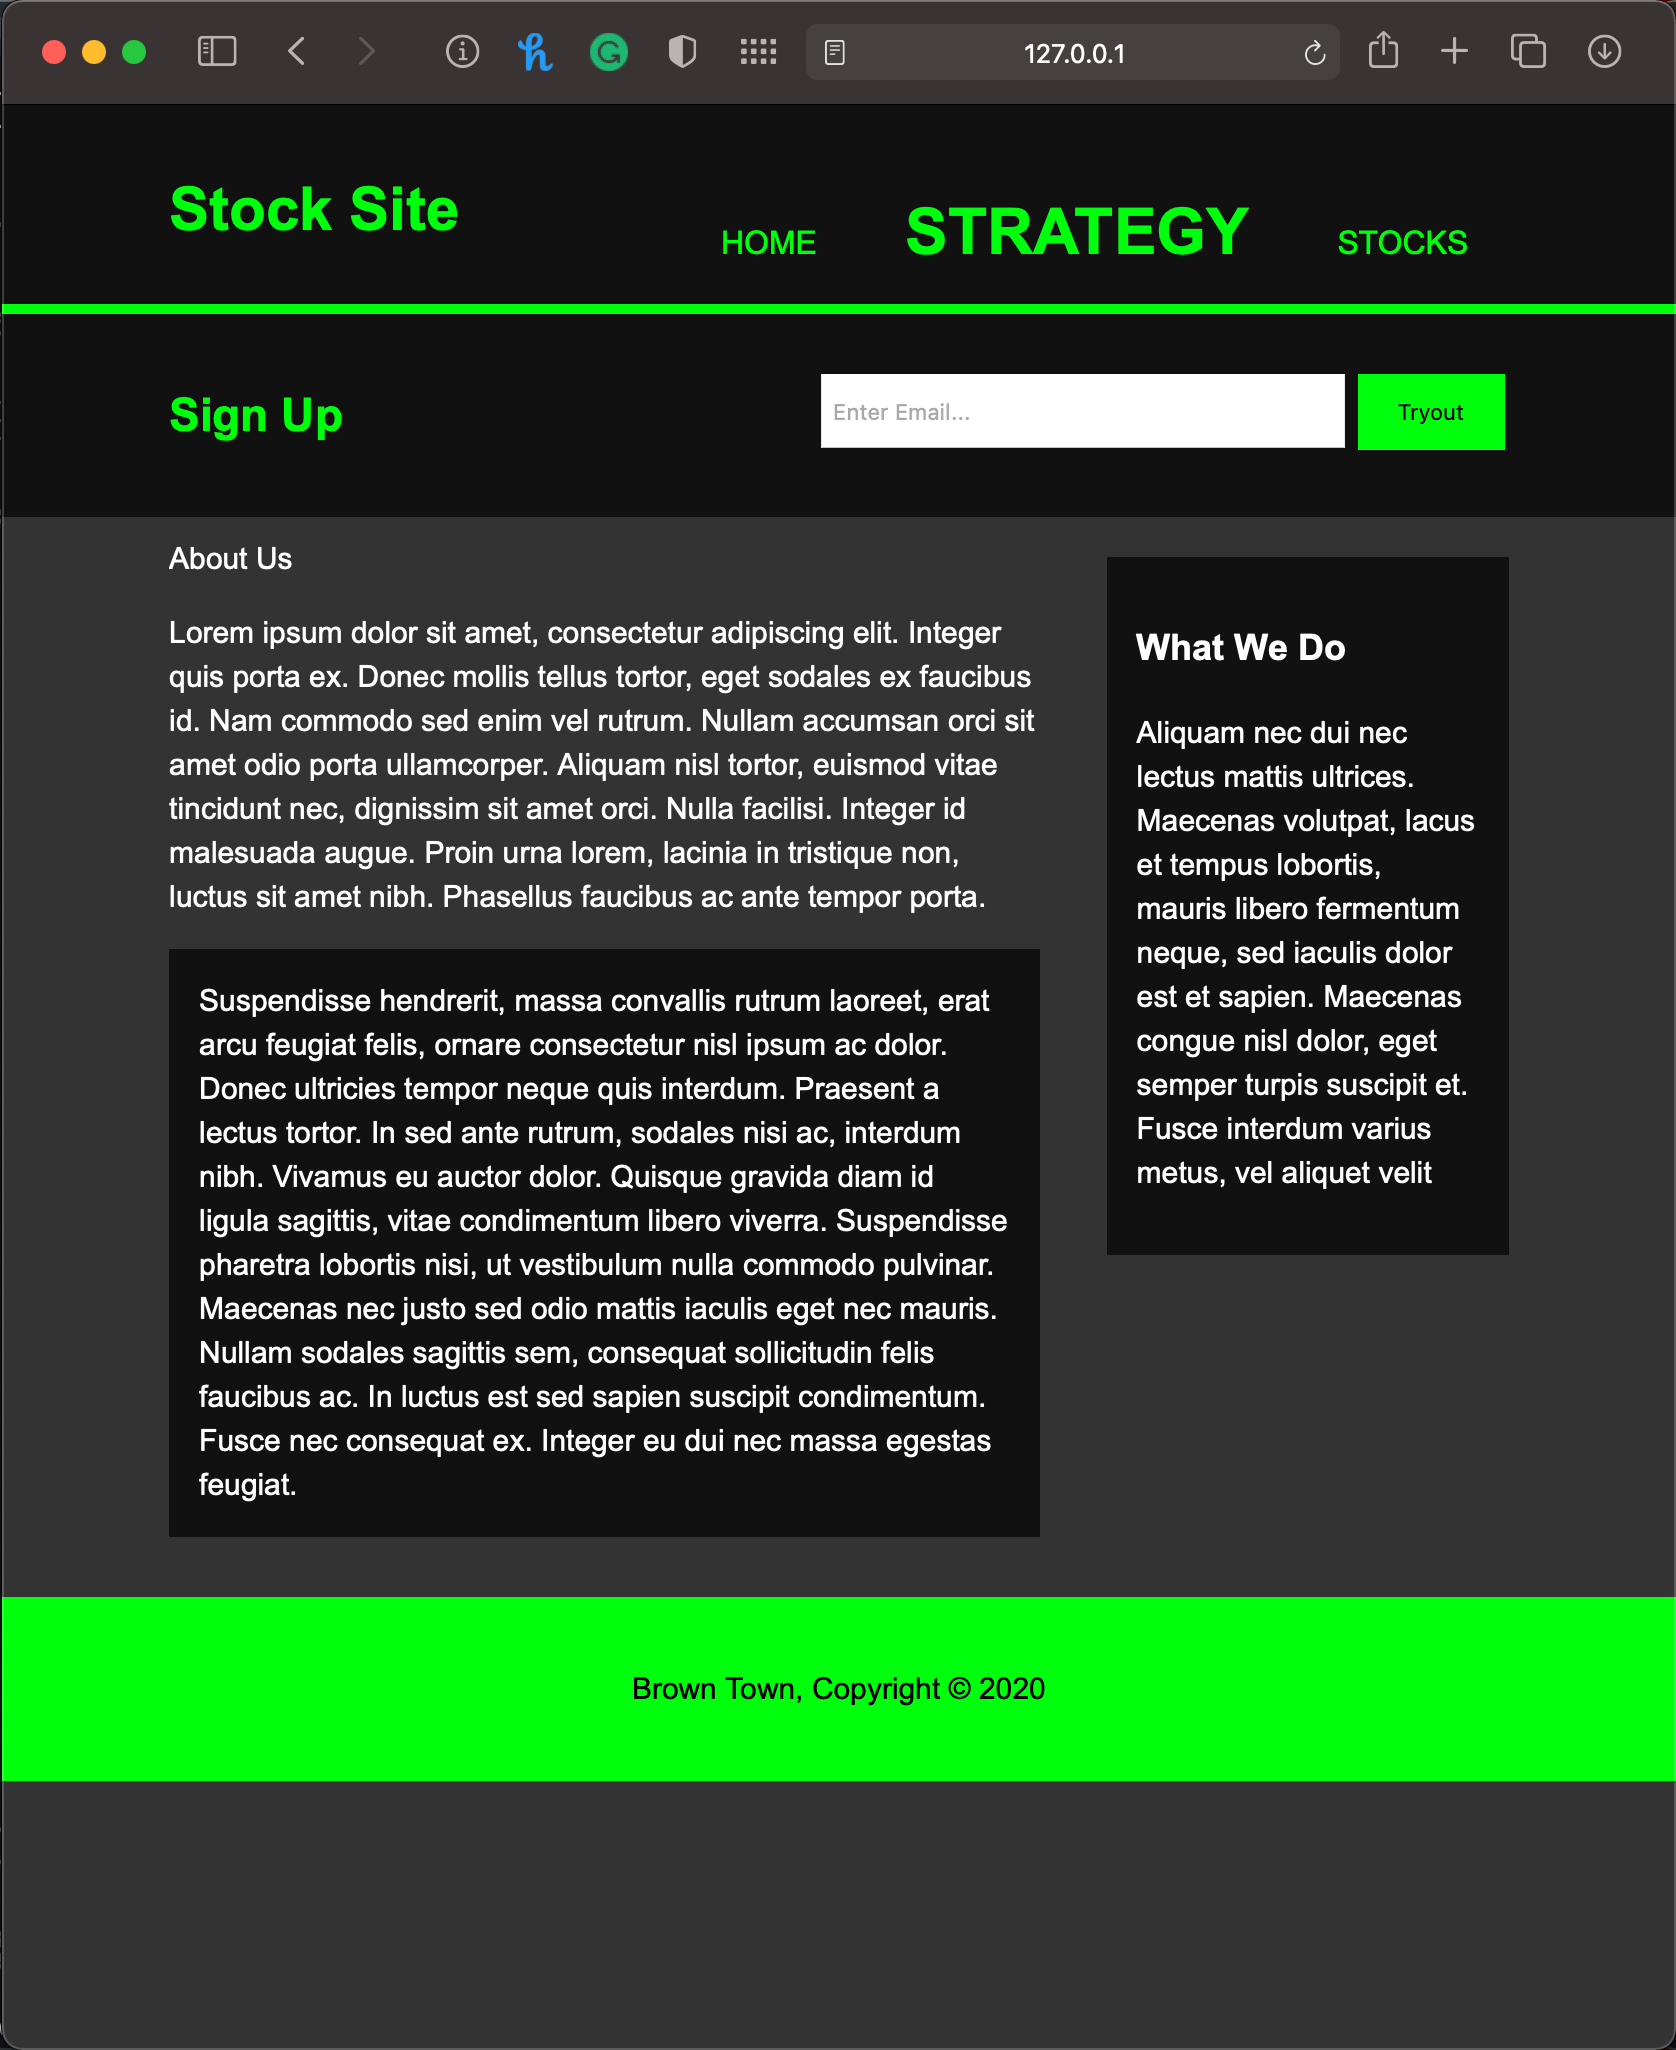 127.0.0.1
Stock Site
HOME STRATEGY STOCKS
Sign Up
Enter Email...
Tryout
About Us
Lorem ipsum dolor sit amet, consectetur adipiscing elit. Integer
quis porta ex. Donec mollis tellus tortor, eget sodales ex faucibus
id. Nam commodo sed enim vel rutrum. Nullam accumsan orci sit
amet odio porta ullamcorper. Aliquam nisl tortor, euismod vitae
tincidunt nec, dignissim sit amet orci. Nulla facilisi. Integer id
malesuada augue. Proin urna lorem, lacinia in tristique non,
luctus sit amet nibh. Phasellus faucibus ac ante tempor porta.
Suspendisse hendrerit, massa convallis rutrum laoreet, erat
arcu feugiat felis, ornare consectetur nisl ipsum ac dolor.
Donec ultricies tempor neque quis interdum. Praesent a
lectus tortor. In sed ante rutrum, sodales nisi ac, interdum
nibh. Vivamus eu auctor dolor. Quisque gravida diam id
ligula sagittis, vitae condimentum libero viverra. Suspendisse
pharetra lobortis nisi, ut vestibulum nulla commodo pulvinar.
Maecenas nec justo sed odio mattis iaculis eget nec mauris.
Nullam sodales sagittis sem, consequat sollicitudin felis
faucibus ac. In luctus est sed sapien suscipit condimentum.
Fusce nec consequat ex. Integer eu dui nec massa egestas
feugiat.
What We Do
Aliquam nec dui nec
lectus mattis ultrices.
Maecenas volutpat, lacus
et tempus lobortis,
mauris libero fermentum
neque, sed iaculis dolor
est et sapien. Maecenas
congue nisl dolor, eget
semper turpis suscipit et.
Fusce interdum varius
metus, vel aliquet velit
Brown Town, Copyright © 2020